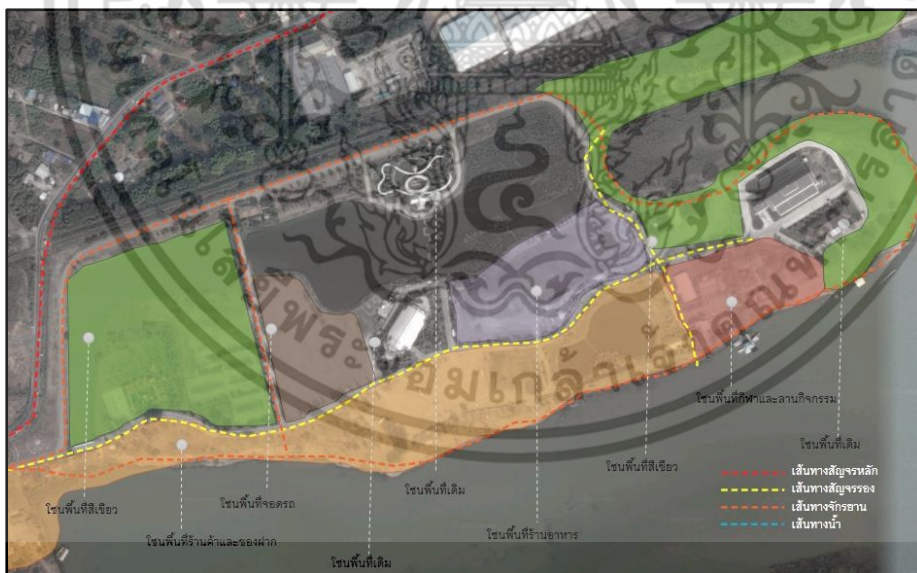 โซนพื้นที่กีฬาและลานกิจกรรม
โซนพื้นที่เดิม
โซนพื้นที่สีเขียว
โซนพื้นที่เดิม
เส้นทางสัญจรหลัก
เส้นทางสัญจรรอง
เส้นทางจักรยาน
เส้นทางน้ำ
โซนพื้นที่สีเขียว
โซนพื้นที่จอดรถ
โซนพื้นที่ร้านอาหาร
โซนพื้นที่ร้านค้าและของฝาก
โซนพื้นที่เดิม